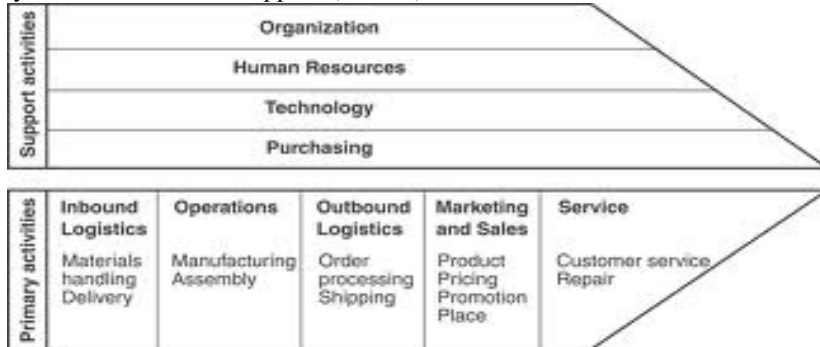 Support activities
Organization
Human Resources
Technology
Purchasing
Primary activities
Inbound
Logistics
Materials
handling
Delivery
Operations
Manufacturing
Assembly
Outbound
Logistics
Order
processing
Shipping
Marketing
and Sales
Product
Pricing
Promotion
Place
Service
Customer service
Repair